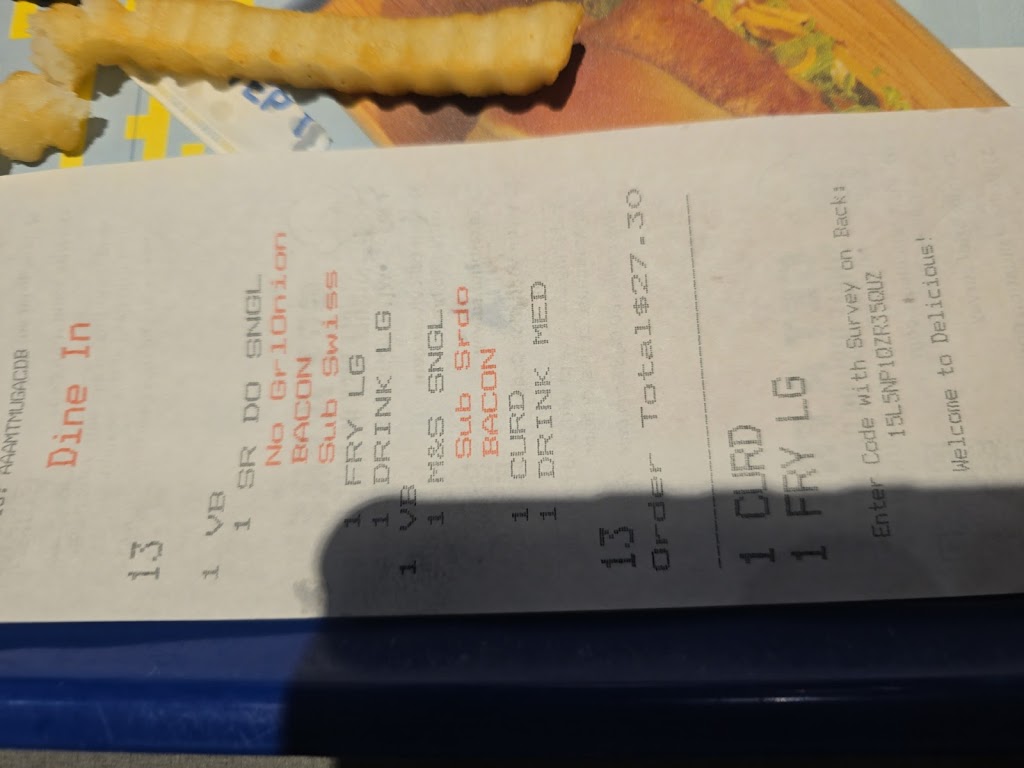 AAAMTMUGACDB
Dine In
13
1 VB
1 SR DO SNGL
No GrlOnion
BACON
Sub Swiss
1 FRY LG
1 DRINK LG
1 VB
1 M&S SNGL
Sub Srdo
BACON
1 CURD
1 DRINK MED
13
Order Total$27.30
1 CURD
1 FRY LG
Enter Code with Survey on Back:
15L5NP1QZR35QUZ
Welcome to Delicious!